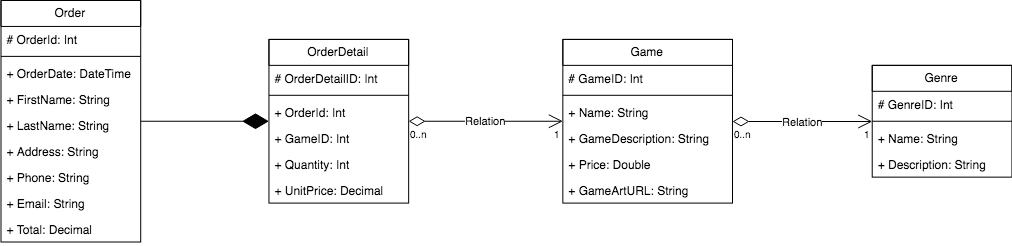 Order
# OrderId: Int
+ OrderDate: DateTime
+ FirstName: String
+ LastName: String
+ Address: String
+ Phone: String
+ Email: String
+ Total: Decimal
OrderDetail
# OrderDetailID: Int
+ OrderId: Int
+ GameID: Int
+ Quantity: Int
+ UnitPrice: Decimal
0..n
Relation
1
Game
# GameID: Int
+ Name: String
+ GameDescription: String
+ Price: Double
+ GameArtURL: String
0..n
Relation
1
Genre
# GenreID: Int
+ Name: String
+ Description: String